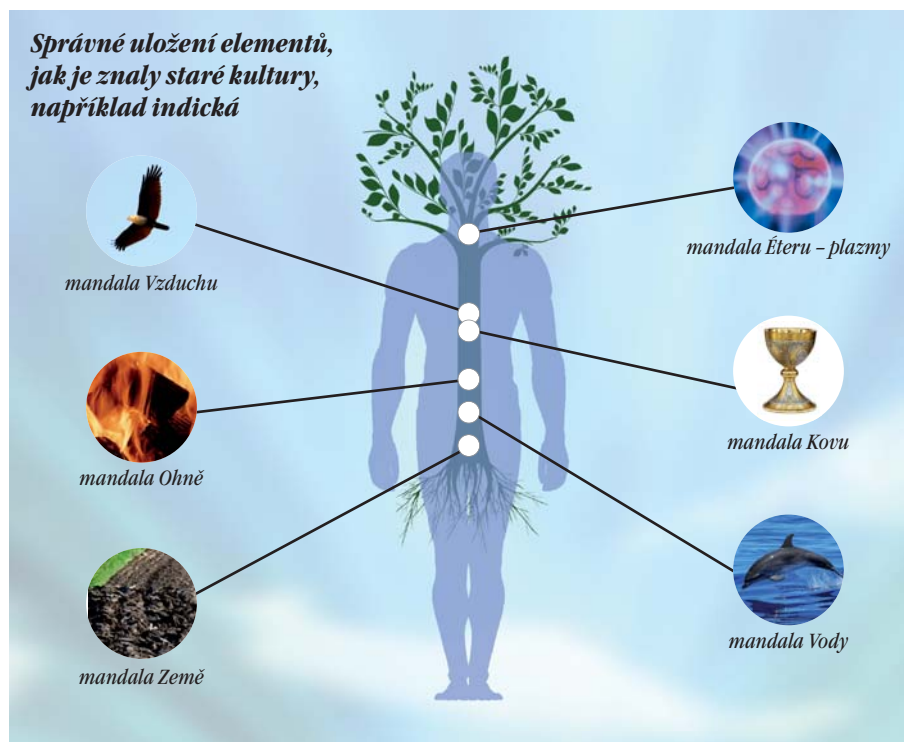 Správné uložení elementů,
jak je znaly staré kultury,
například indická
mandala Vzduchu
mandala Éteru – plazmy
mandala Ohně
mandala Kovu
mandala Země
mandala Vody